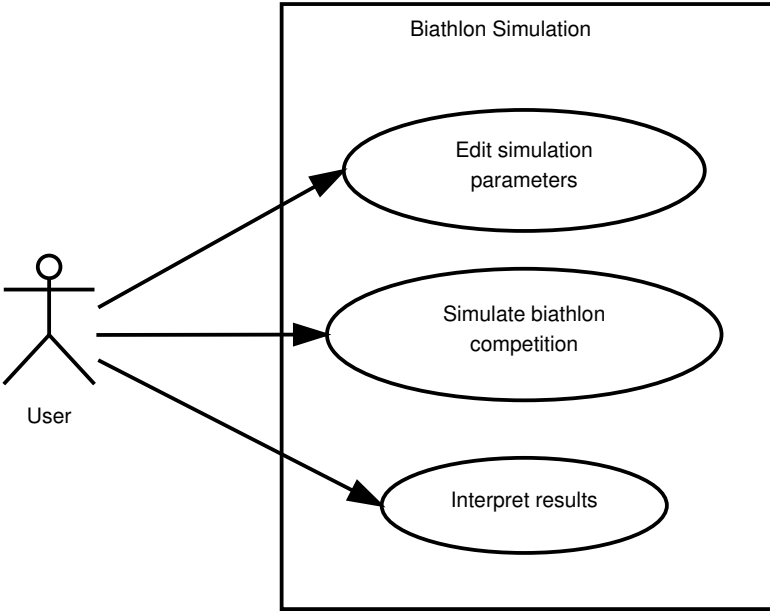 Biathlon Simulation
Edit simulation
parameters
Simulate biathlon
competition
User
Interpret results